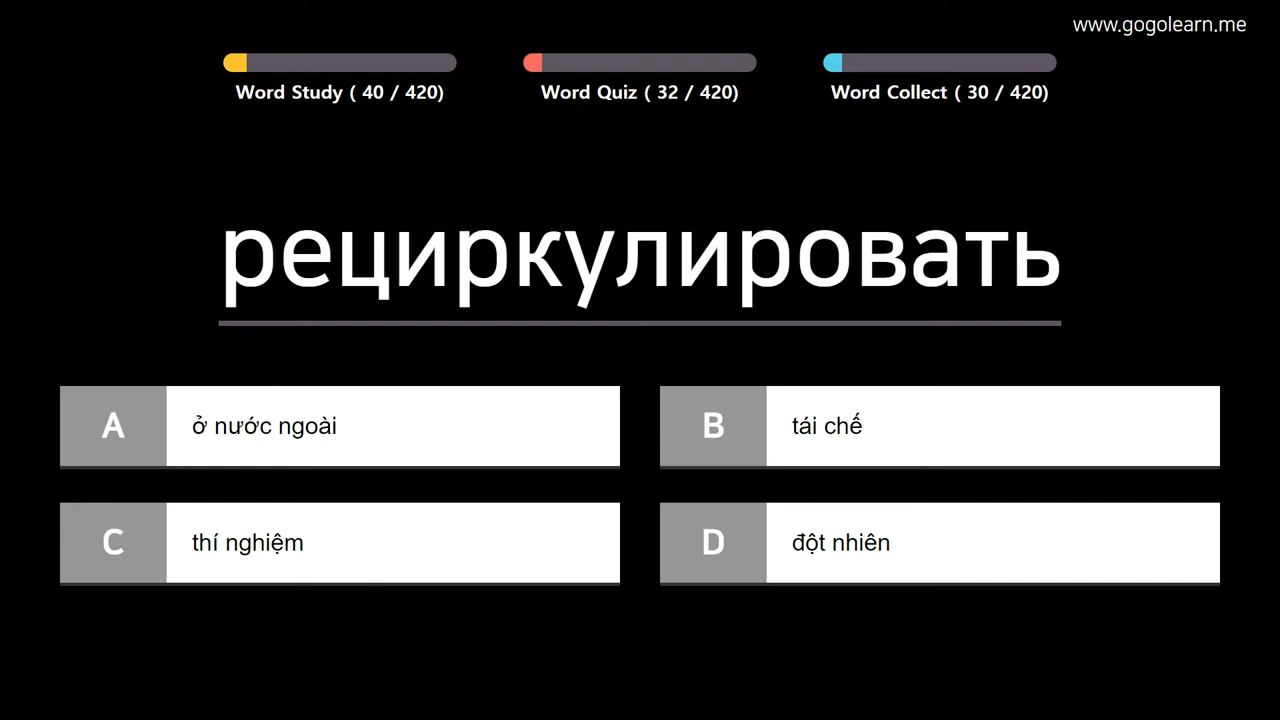 www.gogolearn.me
Word Study ( 40 / 420)
Word Quiz ( 32 / 420)
Word Collect ( 30 / 420)
рециркулировать
A ở nước ngoài
B tái chế
C thí nghiệm
D đột nhiên